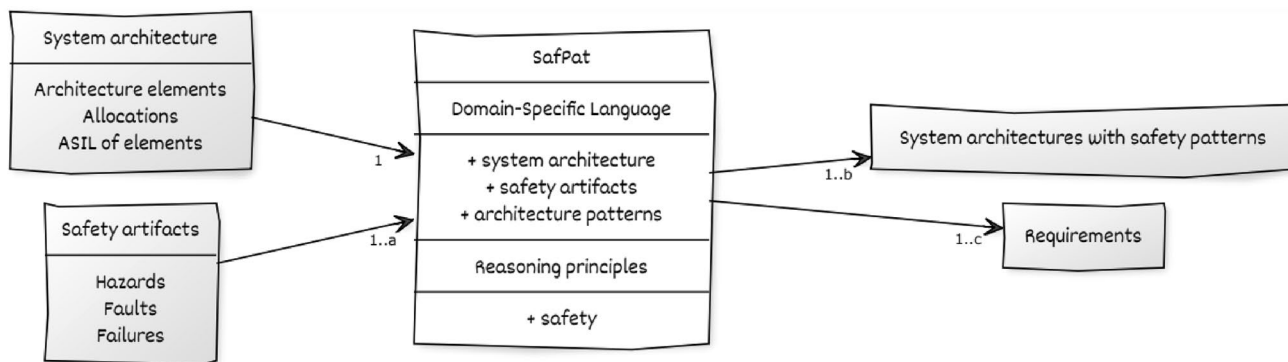 System architecture
Architecture elements
Allocations
ASIL of elements
1
Safety artifacts
Hazards
Faults
Failures
1..a
SafPat
Domain-Specific Language
+ system architecture
+ safety artifacts
+ architecture patterns
Reasoning principles
+ safety
1..b
System architectures with safety patterns
1..c
Requirements